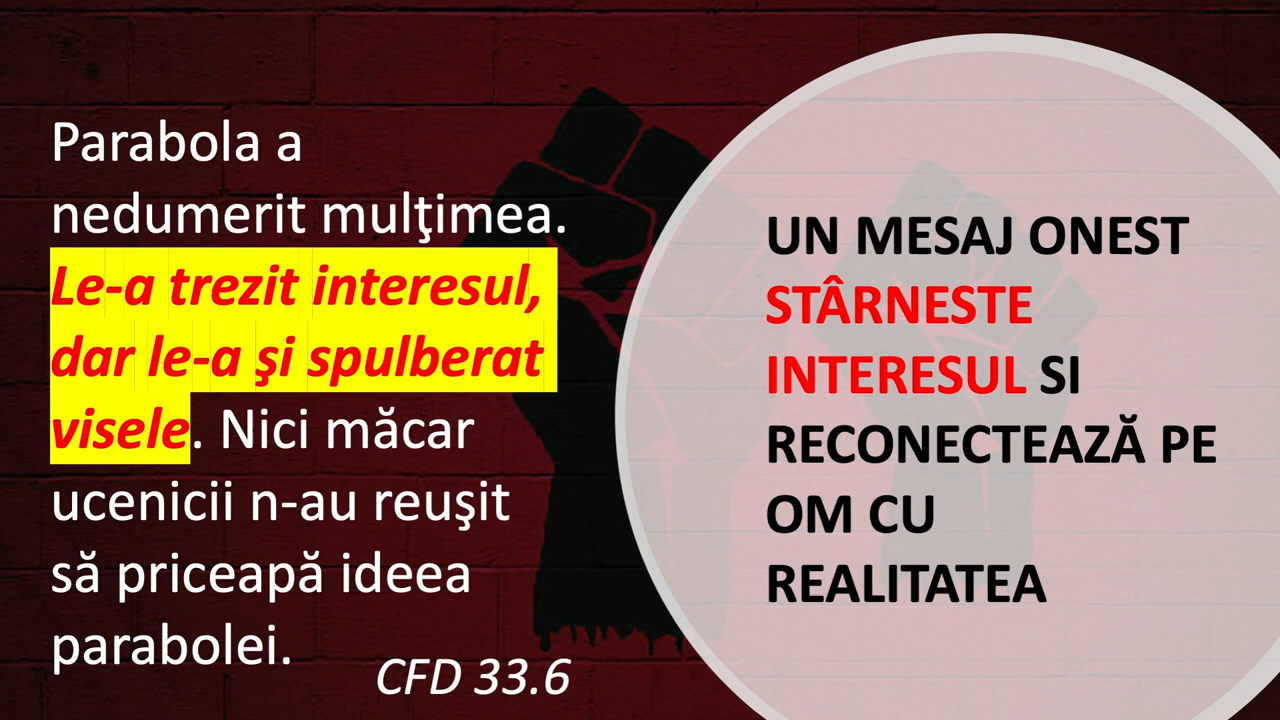 Parabola a
nedumerit mulţimea.
Le-a trezit interesul,
dar le-a şi spulberat
visele. Nici măcar
ucenicii n-au reuşit
să priceapă ideea
parabolei.
CFD 33.6
UN MESAJ ONEST
STÂRNESTE
INTERESUL SI
RECONECTEAZĂ PE
OM CU
REALITATEA